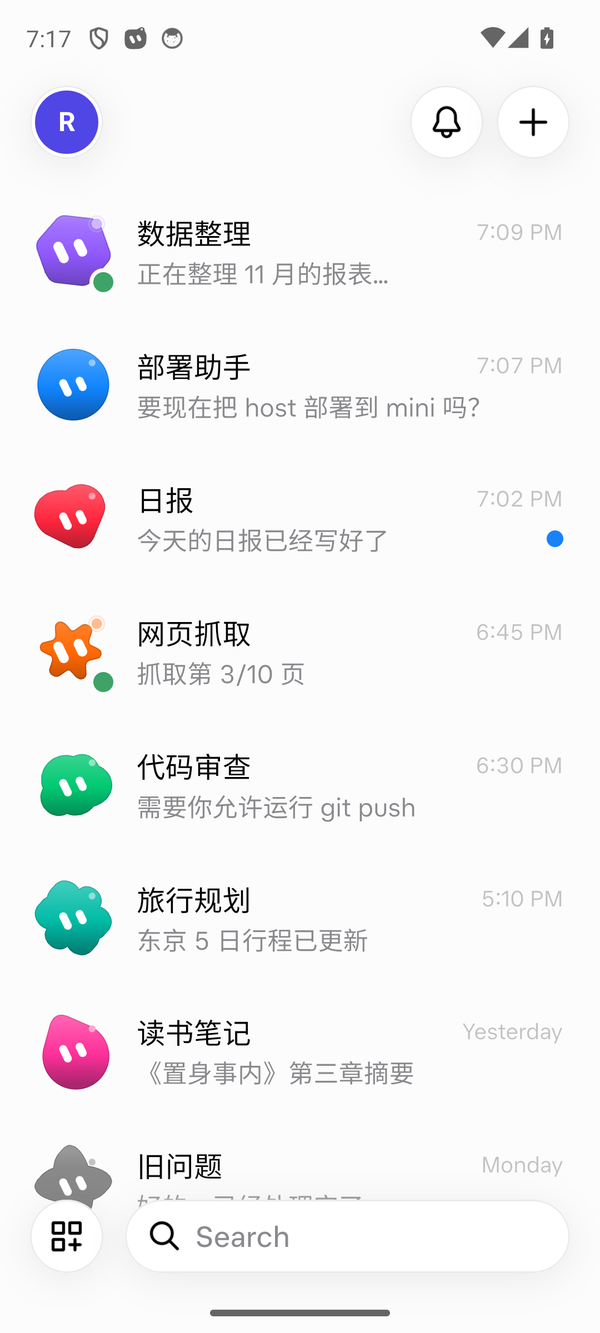 7:17
R
数据整理
7:09 PM
正在整理 11 月的报表...
部署助手
7:07 PM
要现在把 host 部署到 mini 吗？
日报
7:02 PM
今天的日报已经写好了
网页抓取
6:45 PM
抓取第 3/10 页
代码审查
6:30 PM
需要你允许运行 git push
旅行规划
5:10 PM
东京 5 日行程已更新
读书笔记
Yesterday
《置身事内》第三章摘要
旧问题
Monday
Search